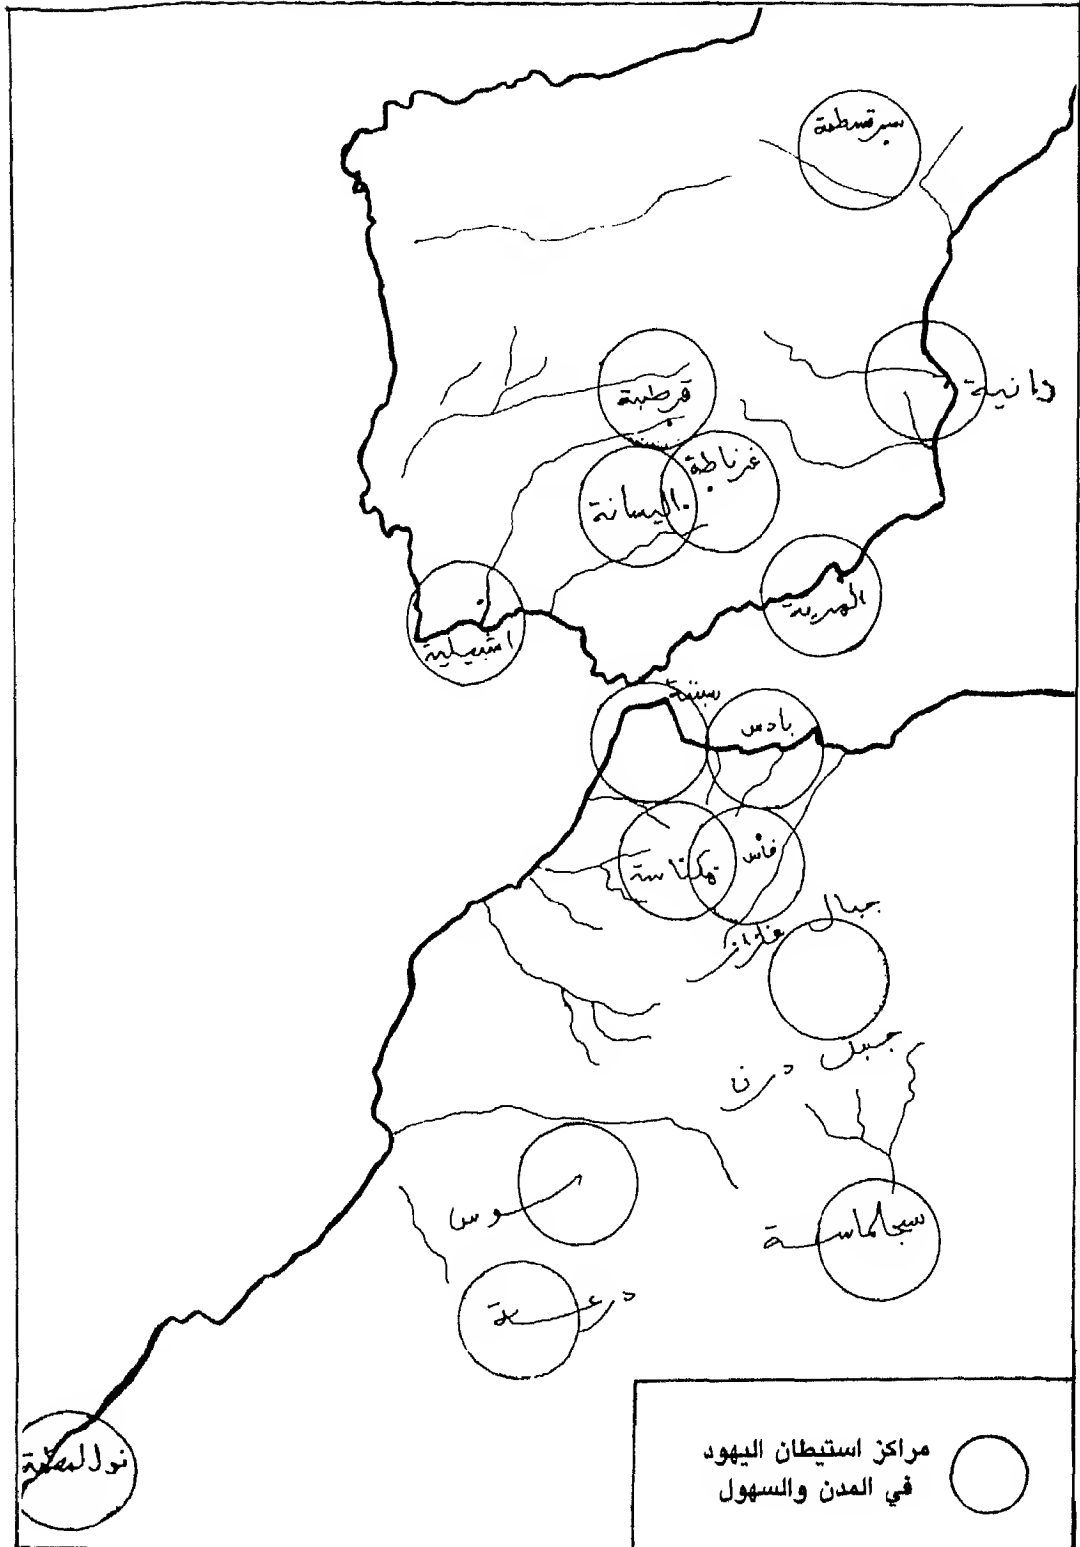 سرقسطة
دانية
قرطبة
غرناطة
اليسانة
المرية
اشبيلية
سبتة
بادس
فاس
مكناسة
جبال
فازاز
جبل
درن
سوس
سجلماسة
درعة
نول لمطة
مراكز استيطان اليهود
في المدن والسهول